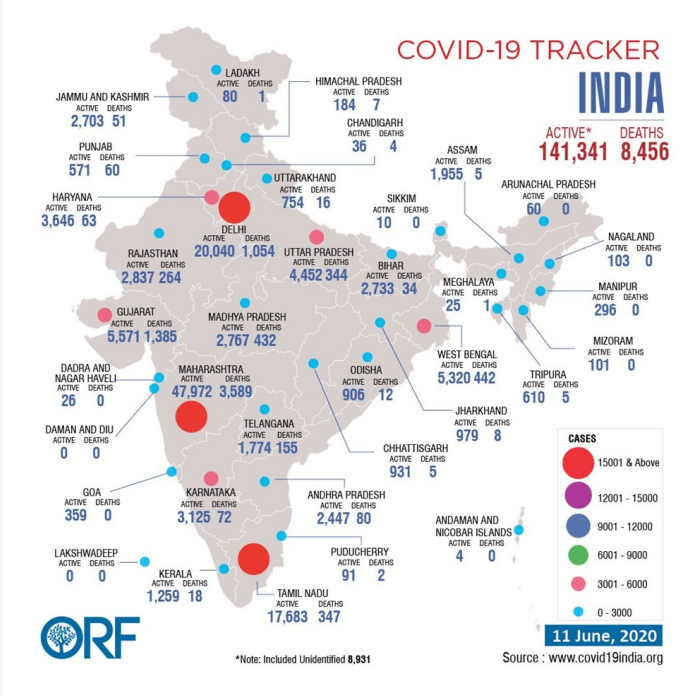 COVID-19 TRACKER
INDIA
ACTIVE* DEATHS
141,341 8,456
LADAKH
ACTIVE DEATHS
80 1
HIMACHAL PRADESH
ACTIVE DEATHS
184 7
JAMMU AND KASHMIR
ACTIVE DEATHS
2,703 51
CHANDIGARH
ACTIVE DEATHS
36 4
PUNJAB
ACTIVE DEATHS
571 60
UTTARAKHAND
ACTIVE DEATHS
754 16
ASSAM
ACTIVE DEATHS
1,955 5
ARUNACHAL PRADESH
ACTIVE DEATHS
60 0
HARYANA
ACTIVE DEATHS
3,646 63
SIKKIM
ACTIVE DEATHS
10 0
DELHI
ACTIVE DEATHS
20,040 1,054
NAGALAND
ACTIVE DEATHS
103 0
RAJASTHAN
ACTIVE DEATHS
2,837 264
UTTAR PRADESH
ACTIVE DEATHS
4,452 344
BIHAR
ACTIVE DEATHS
2,733 34
MEGHALAYA
ACTIVE DEATHS
25 1
MANIPUR
ACTIVE DEATHS
296 0
GUJARAT
ACTIVE DEATHS
5,571 1,385
MADHYA PRADESH
ACTIVE DEATHS
2,767 432
MIZORAM
ACTIVE DEATHS
101 0
WEST BENGAL
ACTIVE DEATHS
5,320 442
TRIPURA
ACTIVE DEATHS
610 5
DADRA AND
NAGAR HAVELI
ACTIVE DEATHS
26 0
MAHARASHTRA
ACTIVE DEATHS
47,972 3,589
ODISHA
ACTIVE DEATHS
906 12
JHARKHAND
ACTIVE DEATHS
979 8
DAMAN AND DIU
ACTIVE DEATHS
0 0
TELANGANA
ACTIVE DEATHS
1,774 155
CHHATTISGARH
ACTIVE DEATHS
931 5
GOA
ACTIVE DEATHS
359 0
KARNATAKA
ACTIVE DEATHS
3,125 72
ANDHRA PRADESH
ACTIVE DEATHS
2,447 80
ANDAMAN AND
NICOBAR ISLANDS
ACTIVE DEATHS
4 0
LAKSHWADEEP
ACTIVE DEATHS
0 0
KERALA
ACTIVE DEATHS
1,259 18
PUDUCHERRY
ACTIVE DEATHS
91 2
TAMIL NADU
ACTIVE DEATHS
17,683 347
CASES
15001 & Above
12001 - 15000
9001 - 12000
6001 - 9000
3001 - 6000
0 - 3000
11 June, 2020
ORF
*Note: Included Unidentified 8,931
Source : www.covid19india.org